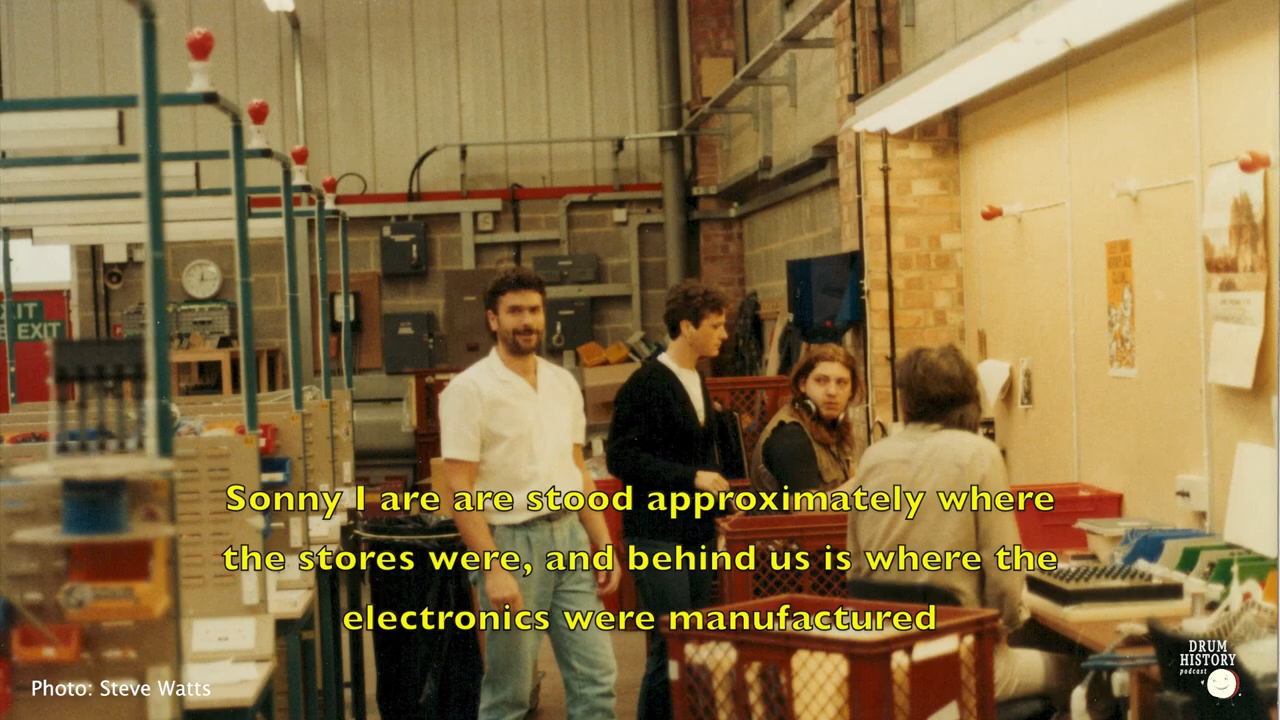 EXIT
EXIT
Sonny I are are stood approximately where
the stores were, and behind us is where the
electronics were manufactured
Photo: Steve Watts
DRUM
HISTORY
podcast